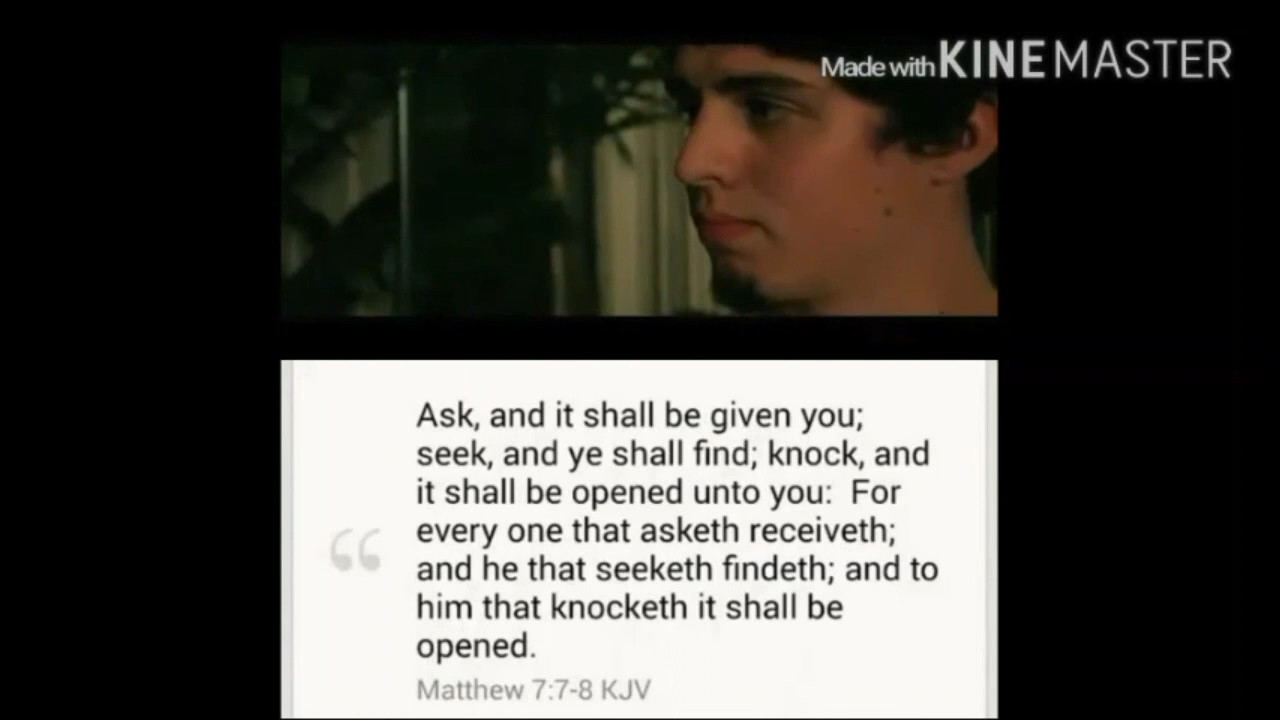 Made with KINEMASTER
Ask, and it shall be given you;
seek, and ye shall find; knock, and
it shall be opened unto you:  For
every one that asketh receiveth;
and he that seeketh findeth; and to
him that knocketh it shall be
opened.
Matthew 7:7-8 KJV